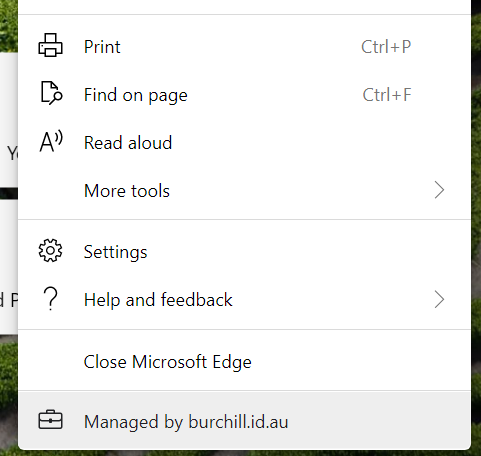 Print Ctrl+P
Find on page Ctrl+F
Read aloud
More tools
Settings
Help and feedback
Close Microsoft Edge
Managed by burchill.id.au